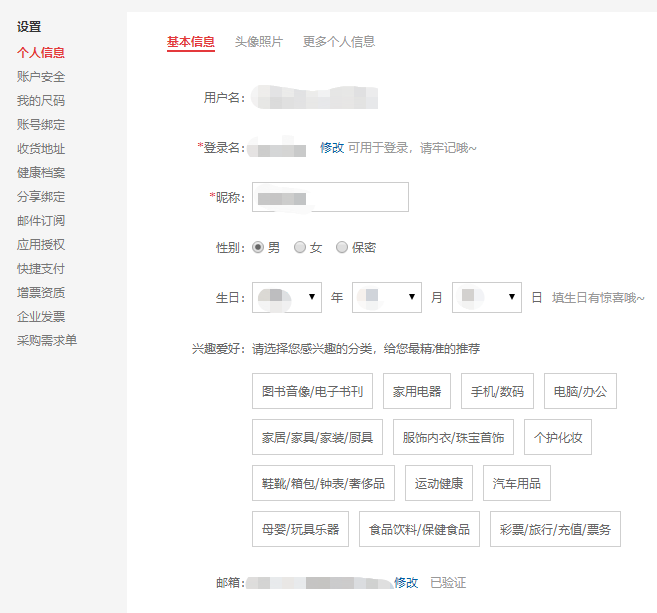 设置
个人信息
账户安全
我的尺码
账号绑定
收货地址
健康档案
分享绑定
邮件订阅
应用授权
快捷支付
增票资质
企业发票
采购需求单
基本信息 头像照片 更多个人信息
用户名：
*登录名： 修改 可用于登录，请牢记哦~
*昵称：
性别： 男 女 保密
生日： 年 月 日 填生日有惊喜哦~
兴趣爱好：请选择您感兴趣的分类，给您最精准的推荐
图书音像/电子书刊 家用电器 手机/数码 电脑/办公
家居/家具/家装/厨具 服饰内衣/珠宝首饰 个护化妆
鞋靴/箱包/钟表/奢侈品 运动健康 汽车用品
母婴/玩具乐器 食品饮料/保健食品 彩票/旅行/充值/票务
邮箱： 修改 已验证